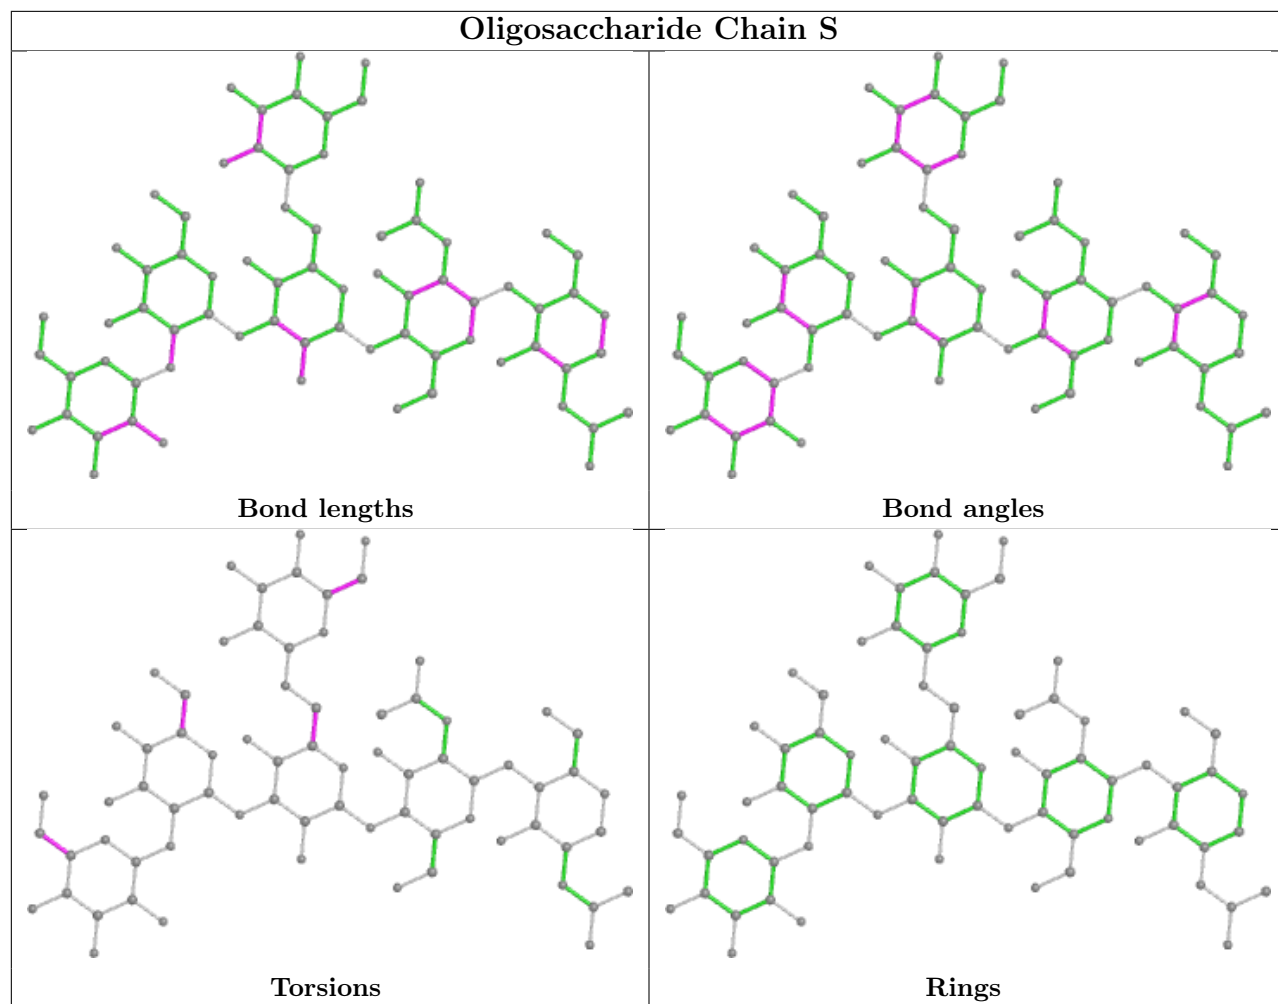 Oligosaccharide Chain S
Bond lengths
Bond angles
Torsions
Rings